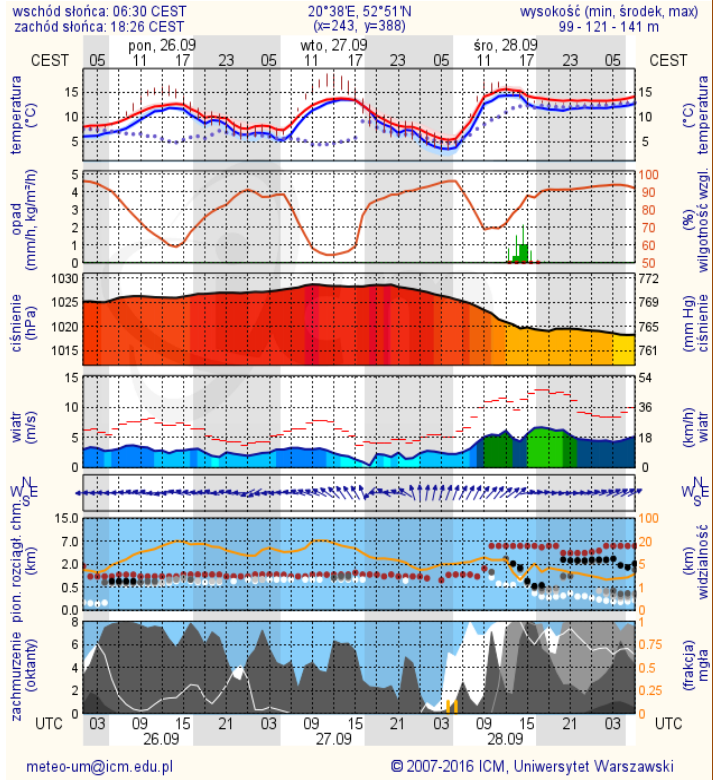 wschód słońca: 06:30 CEST 20°38'E, 52°51'N wysokość (min, środek, max)
zachód słońca: 18:26 CEST (x=243, y=388) 99 - 121 - 141 m
pon, 26.09 wto, 27.09 śro, 28.09
CEST 05 11 17 23 05 11 17 23 05 11 17 23 05 CEST
temperatura (°C)
15 10 5
15 10 5
(°C) temperatura
opad (mm/h, kg/m²/h)
5 4 3 2 1 0
100 90 80 70 60 50
(%) wilgotność wzgl.
ciśnienie (hPa)
1030 1025 1020 1015
772 769 765 761
(mm Hg) ciśnienie
wiatr (m/s)
15 10 5 0
54 36 18 0
(km/h) wiatr
N W E S
N W E S
pion. rozciągł. chm. (km)
15.0 7.0 2.0 0.5 0.0
100 20 5 1 0
(km) widzialność
zachmurzenie (oktanty)
8 6 4 2 0
1 0.75 0.5 0.25 0
(frakcja) mgła
UTC 03 09 15 21 03 09 15 21 03 09 15 21 03 UTC
26.09 27.09 28.09
meteo-um@icm.edu.pl © 2007-2016 ICM, Uniwersytet Warszawski